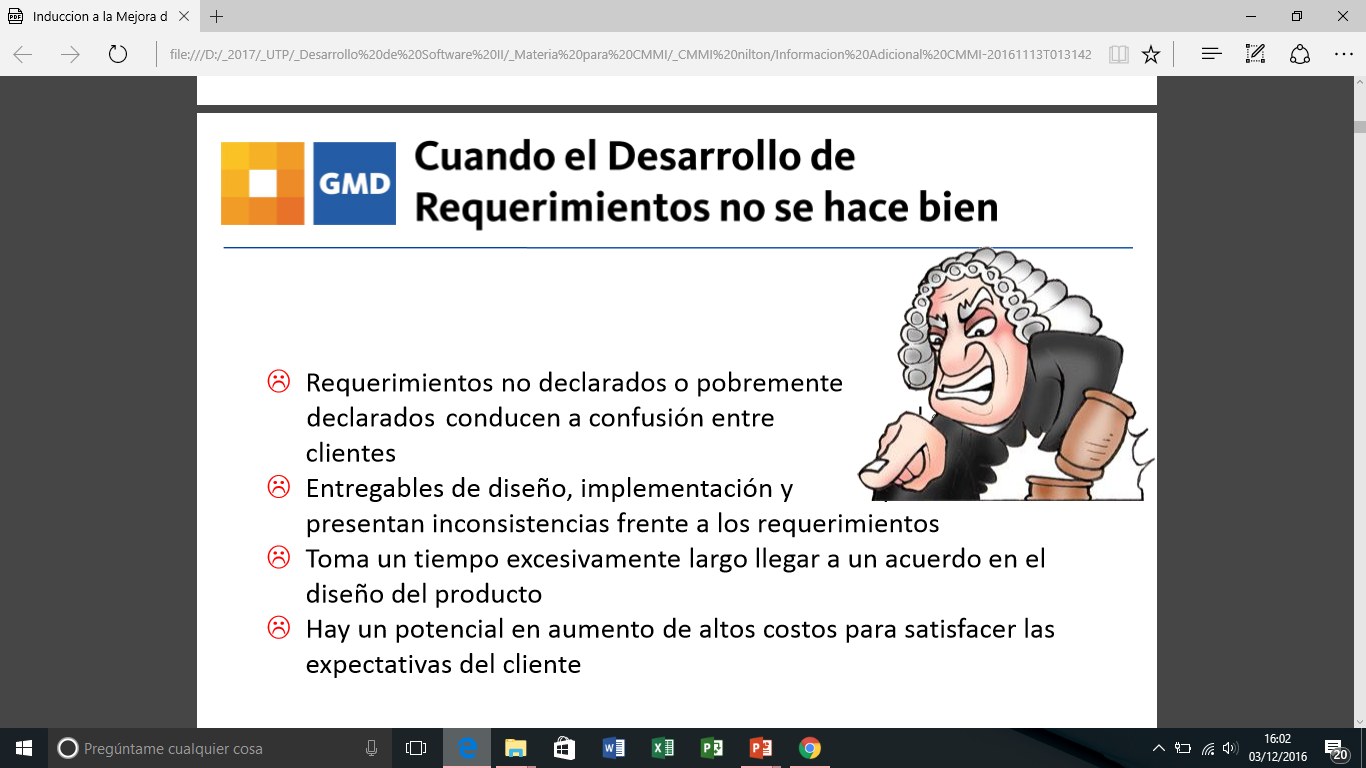 Induccion a la Mejora d
file:///D:/_2017/_UTP/_Desarrollo%20de%20Software%20II/_Materia%20para%20CMMI/_CMMI%20nilton/Informacion%20Adicional%20CMMI-20161113T013142
GMD
Cuando el Desarrollo de
Requerimientos no se hace bien
Requerimientos no declarados o pobremente
declarados conducen a confusión entre
clientes
Entregables de diseño, implementación y
presentan inconsistencias frente a los requerimientos
Toma un tiempo excesivamente largo llegar a un acuerdo en el
diseño del producto
Hay un potencial en aumento de altos costos para satisfacer las
expectativas del cliente
Pregúntame cualquier cosa
16:02
03/12/2016
20